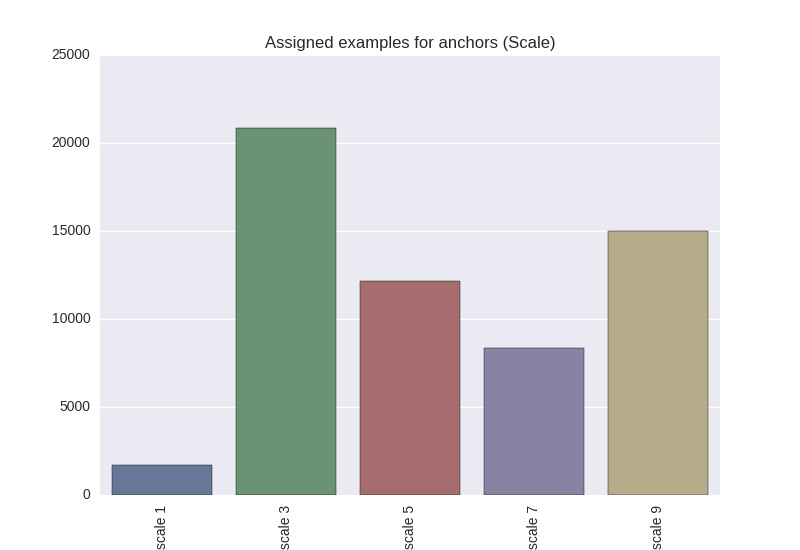 Assigned examples for anchors (Scale)
25000
20000
15000
10000
5000
0
scale 1
scale 3
scale 5
scale 7
scale 9